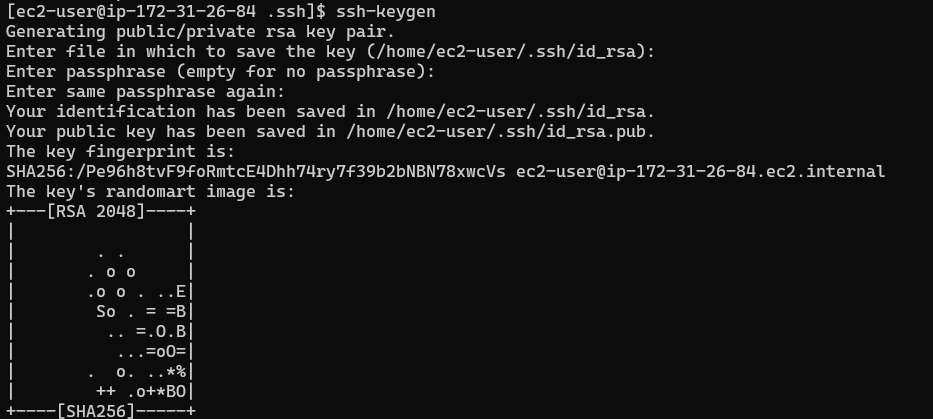 [ec2-user@ip-172-31-26-84 .ssh]$ ssh-keygen
Generating public/private rsa key pair.
Enter file in which to save the key (/home/ec2-user/.ssh/id_rsa):
Enter passphrase (empty for no passphrase):
Enter same passphrase again:
Your identification has been saved in /home/ec2-user/.ssh/id_rsa.
Your public key has been saved in /home/ec2-user/.ssh/id_rsa.pub.
The key fingerprint is:
SHA256:/Pe96h8tvF9foRmtcE4Dhh74ry7f39b2bNBN78xwcVs ec2-user@ip-172-31-26-84.ec2.internal
The key's randomart image is:
+---[RSA 2048]----+
|                 |
|        . .      |
|       . o o     |
|       .o o . ..E|
|        So . = =B|
|         .. =.O.B|
|          ...=oO=|
|       .  o. ..*%|
|        ++ .o+*BO|
+----[SHA256]-----+